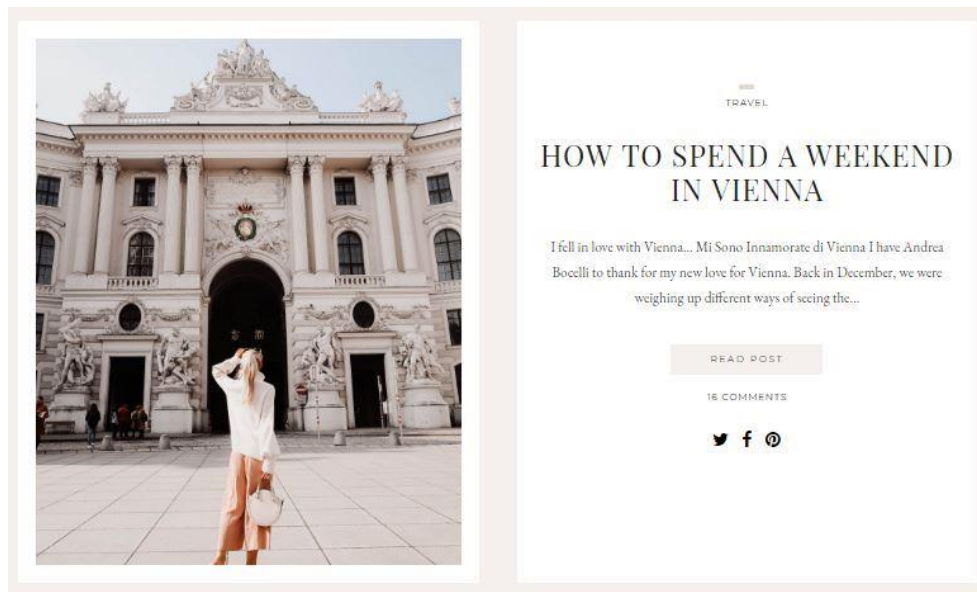 TRAVEL
HOW TO SPEND A WEEKEND
IN VIENNA
I fell in love with Vienna... Mi Sono Innamorate di Vienna I have Andrea
Bocelli to thank for my new love for Vienna. Back in December, we were
weighing up different ways of seeing the...
READ POST
16 COMMENTS